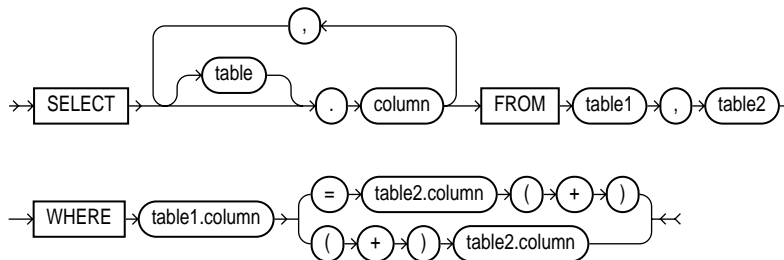 ,
table
SELECT . column FROM table1 , table2
= table2.column ( + )
WHERE table1.column
( + ) table2.column